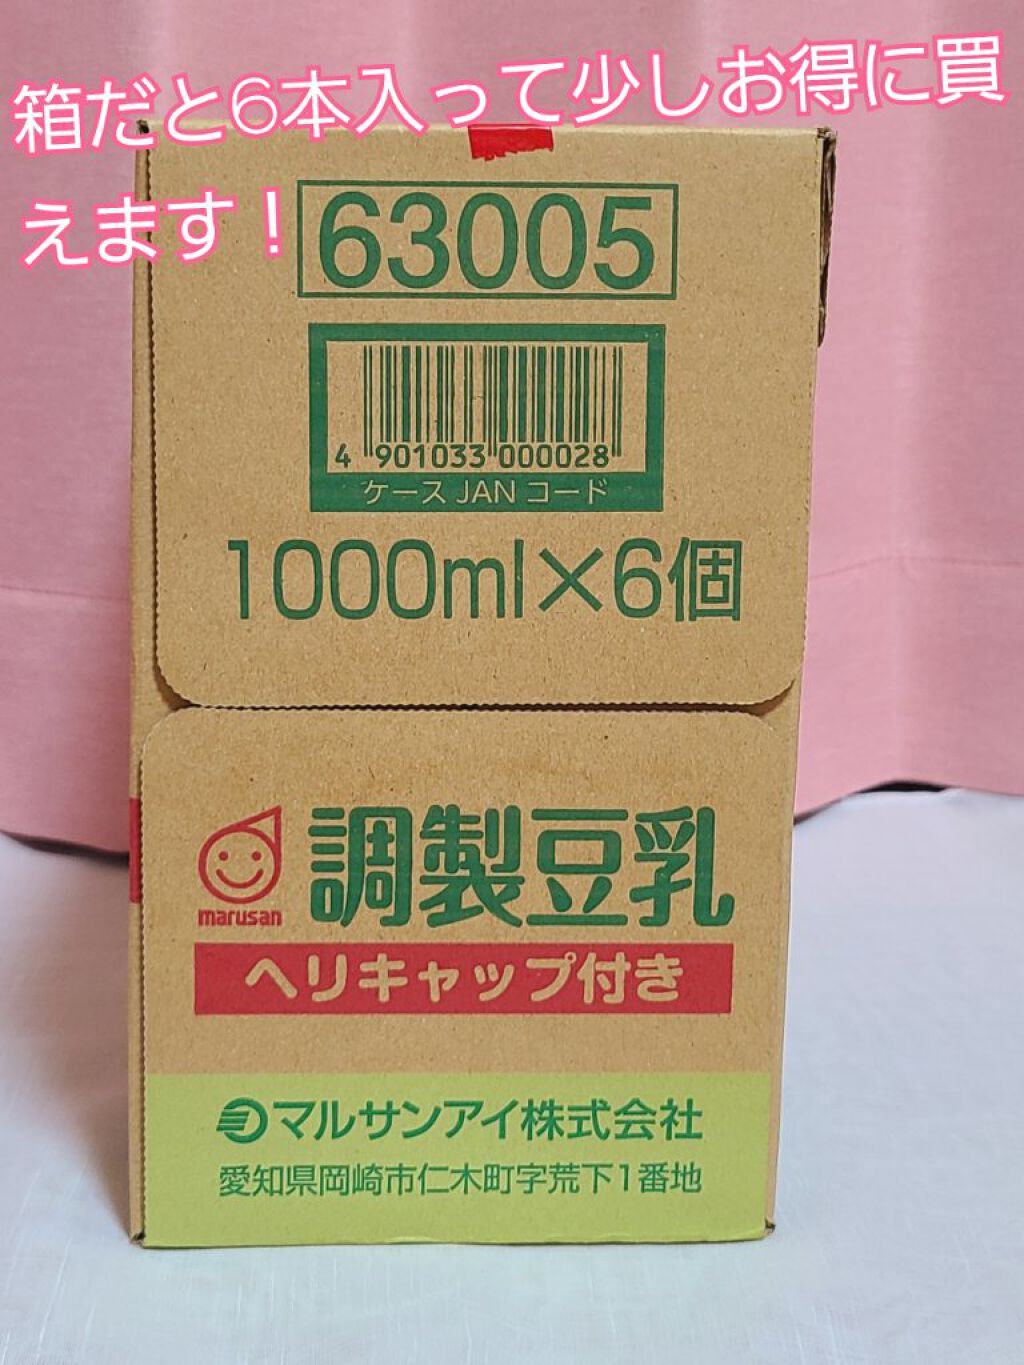 箱だと6本入って少しお得に買
えます！
63005
4 901033 000028
ケース JAN コード
1000ml×6個
marusan
調製豆乳
ヘリキャップ付き
マルサンアイ株式会社
愛知県岡崎市仁木町字荒下1番地